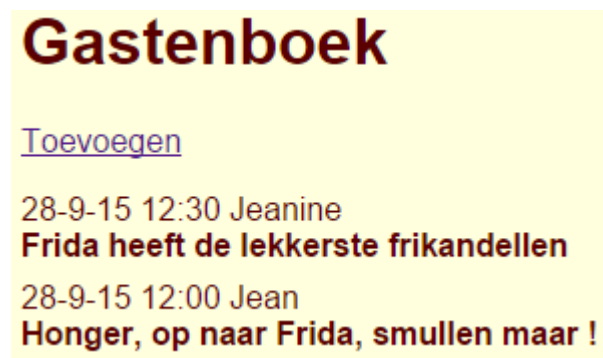 Gastenboek
Toevoegen
28-9-15 12:30 Jeanine
Frida heeft de lekkerste frikandellen
28-9-15 12:00 Jean
Honger, op naar Frida, smullen maar !